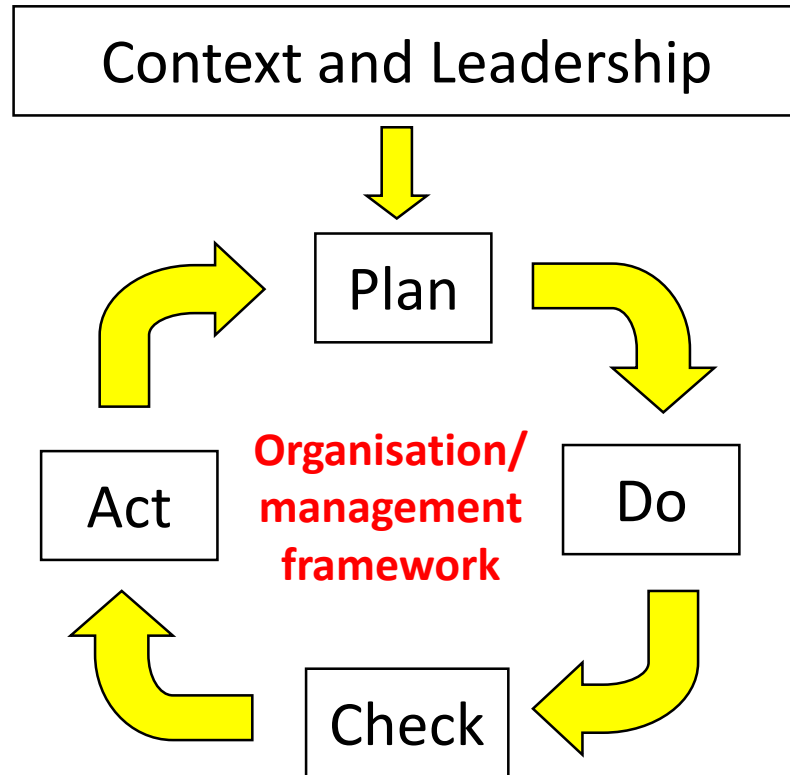 Context and Leadership
Plan
Organisation/
management
framework
Act
Do
Check